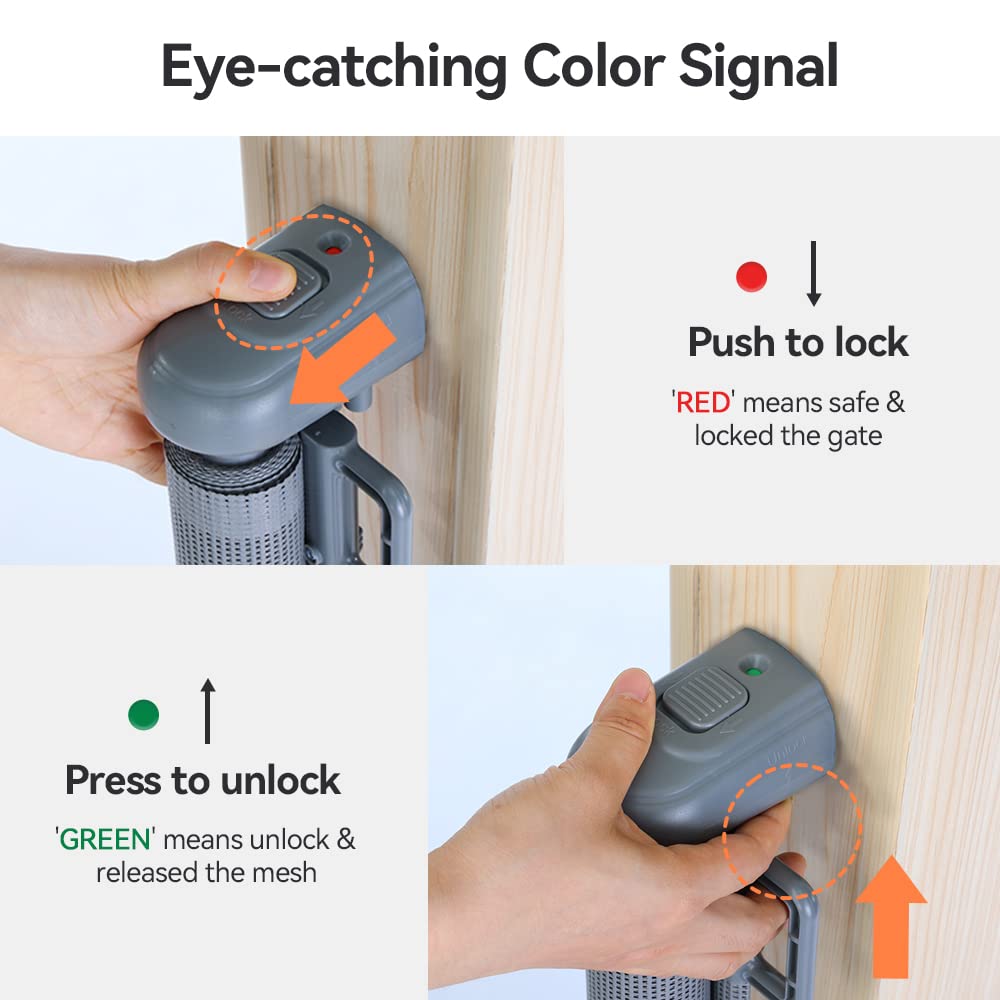 Eye-catching Color Signal
Push to lock
'RED' means safe &
locked the gate
Press to unlock
'GREEN' means unlock &
released the mesh
Unlock